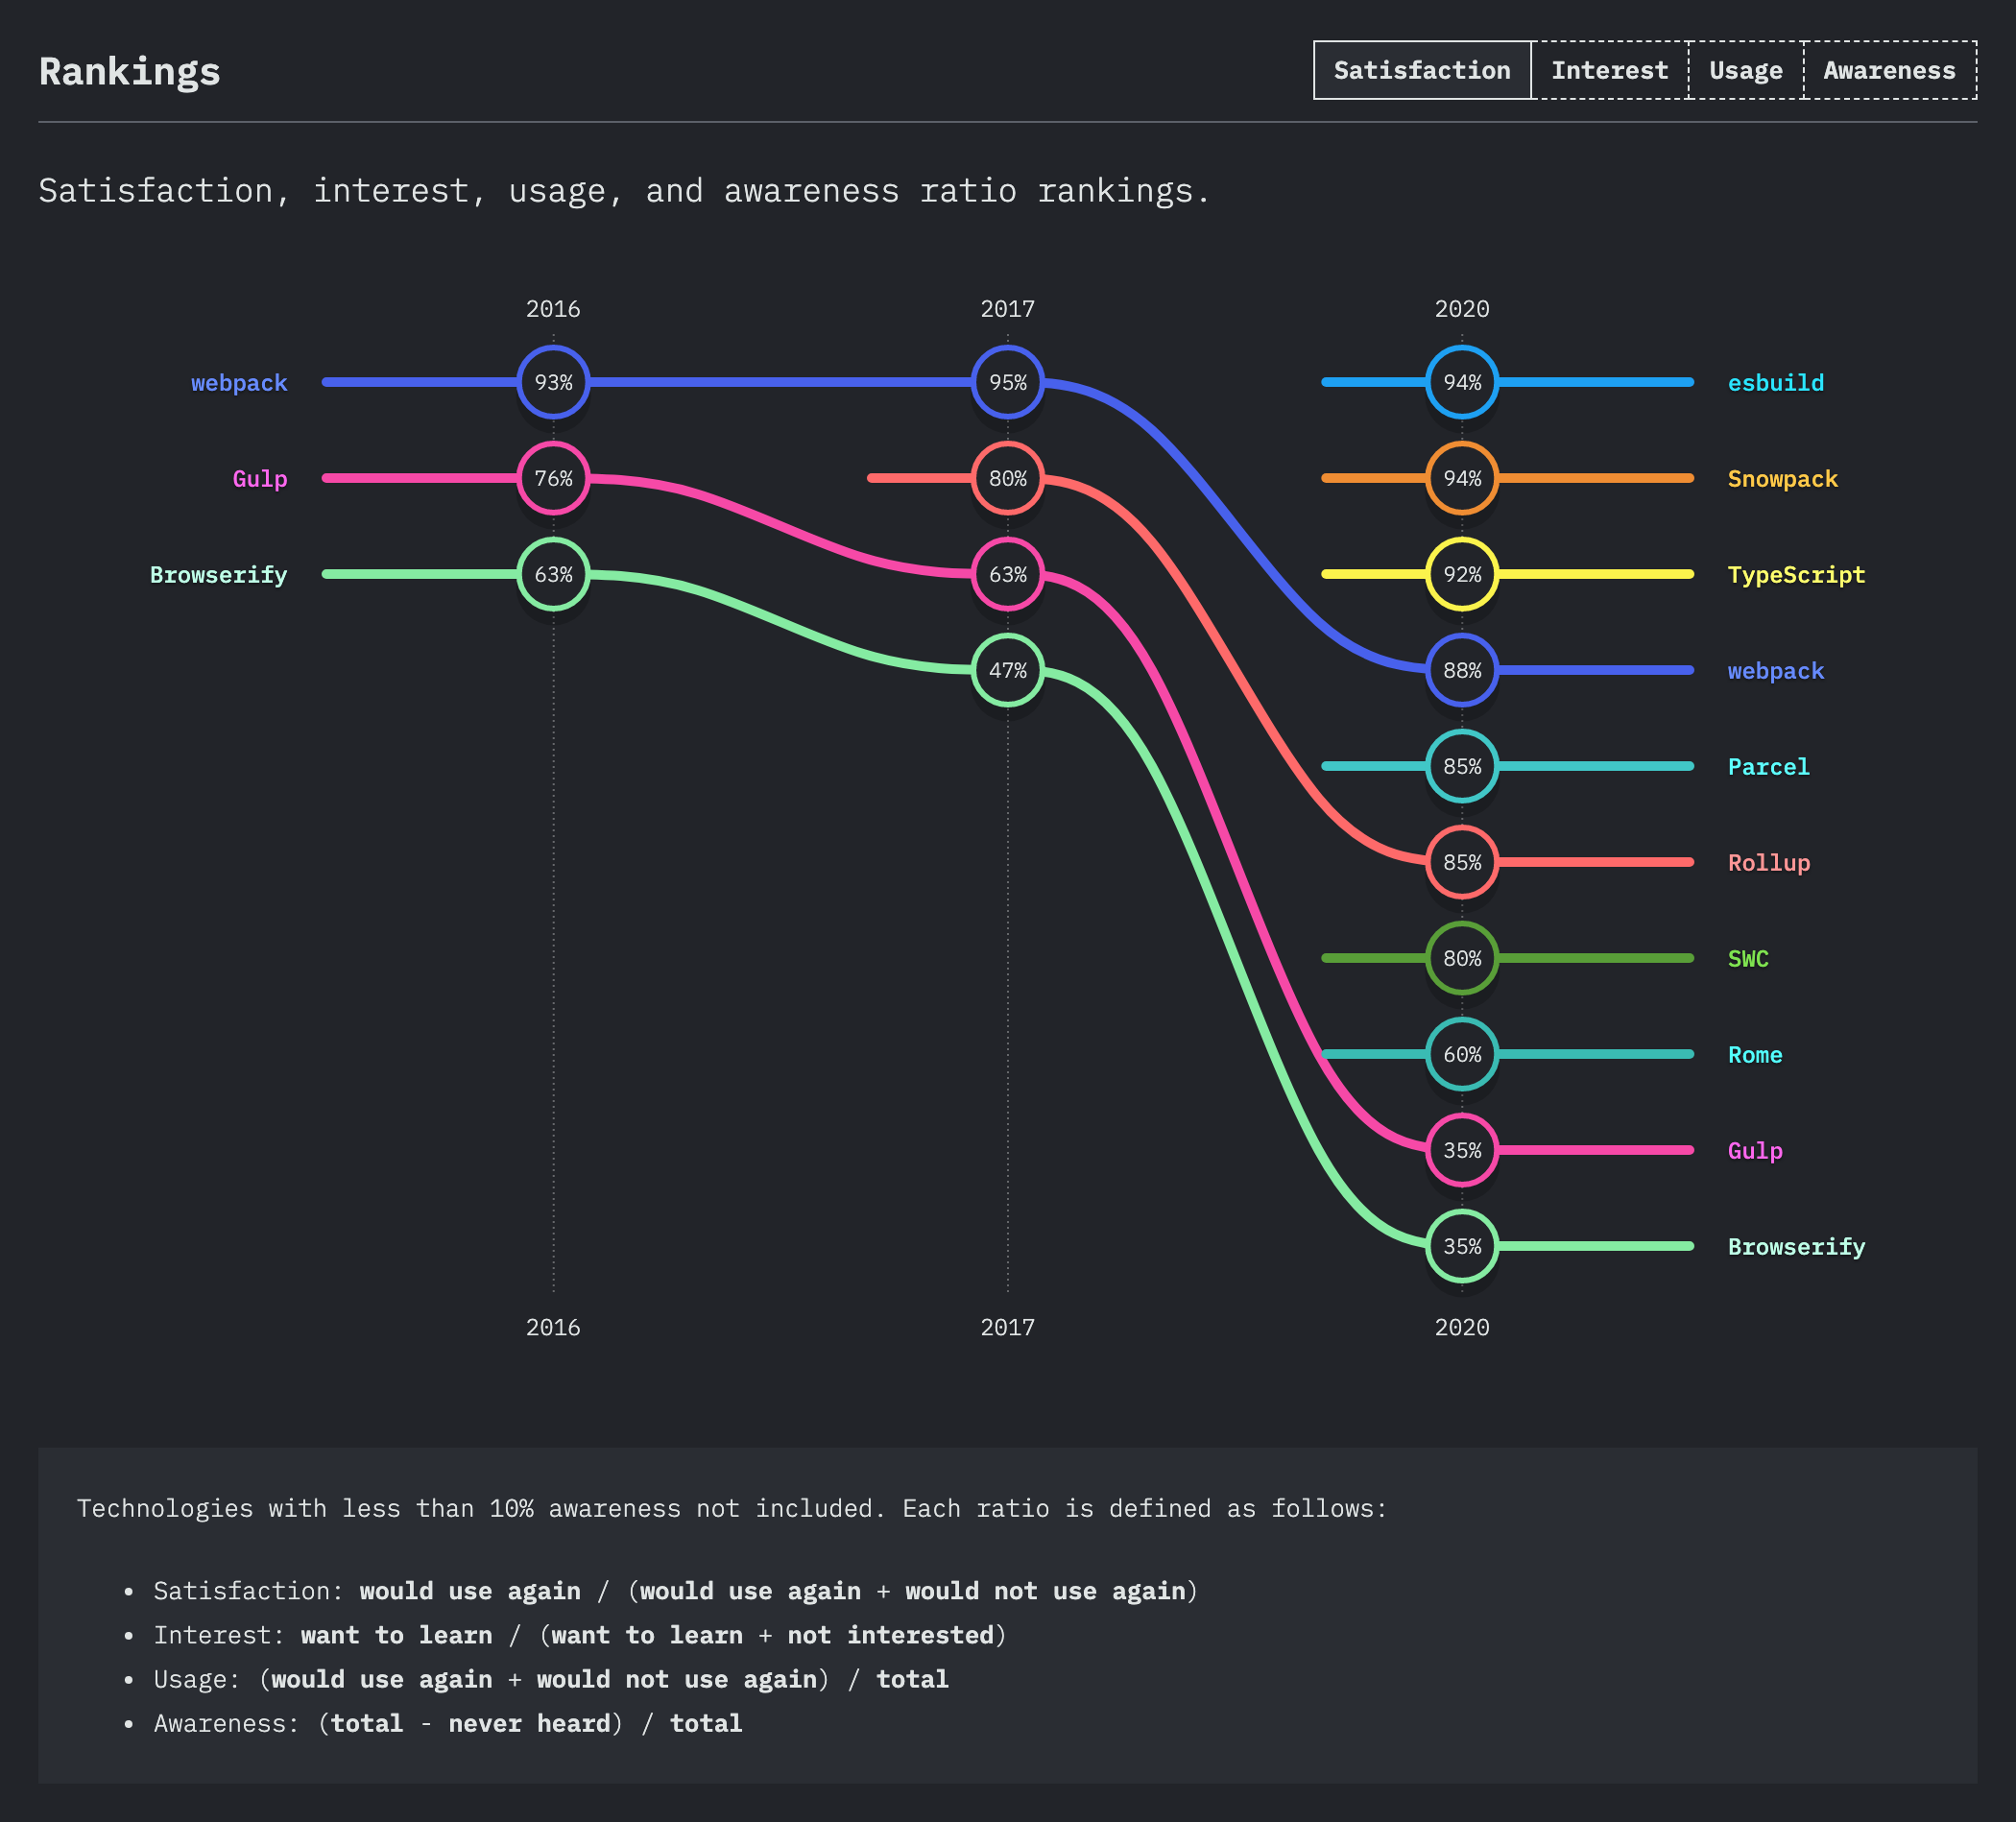 Rankings
Satisfaction Interest Usage Awareness
Satisfaction, interest, usage, and awareness ratio rankings.
2016 2017 2020
webpack 93% 95% 94% esbuild
Gulp 76% 80% 94% Snowpack
Browserify 63% 63% 92% TypeScript
47% 88% webpack
85% Parcel
85% Rollup
80% SWC
60% Rome
35% Gulp
35% Browserify
2016 2017 2020
Technologies with less than 10% awareness not included. Each ratio is defined as follows:
• Satisfaction: would use again / (would use again + would not use again)
• Interest: want to learn / (want to learn + not interested)
• Usage: (would use again + would not use again) / total
• Awareness: (total - never heard) / total